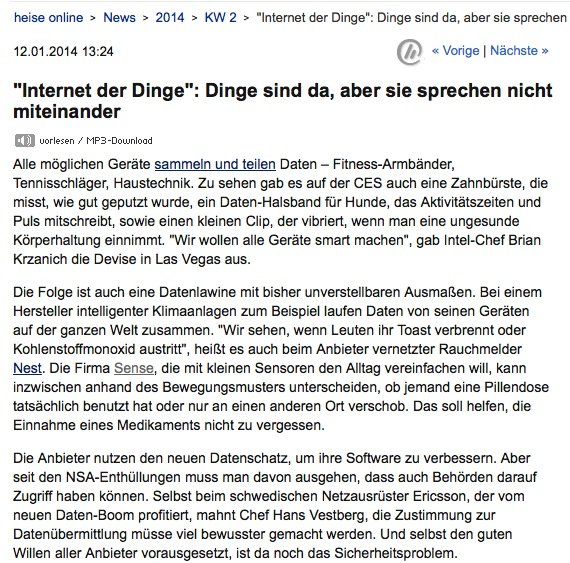 heise online > News > 2014 > KW 2 > "Internet der Dinge": Dinge sind da, aber sie sprechen
12.01.2014 13:24
« Vorige | Nächste »
"Internet der Dinge": Dinge sind da, aber sie sprechen nicht
miteinander
vorlesen / MP3-Download
Alle möglichen Geräte sammeln und teilen Daten – Fitness-Armbänder,
Tennisschläger, Haustechnik. Zu sehen gab es auf der CES auch eine Zahnbürste, die
misst, wie gut geputzt wurde, ein Daten-Halsband für Hunde, das Aktivitätszeiten und
Puls mitschreibt, sowie einen kleinen Clip, der vibriert, wenn man eine ungesunde
Körperhaltung einnimmt. "Wir wollen alle Geräte smart machen", gab Intel-Chef Brian
Krzanich die Devise in Las Vegas aus.
Die Folge ist auch eine Datenlawine mit bisher unverstellbaren Ausmaßen. Bei einem
Hersteller intelligenter Klimaanlagen zum Beispiel laufen Daten von seinen Geräten
auf der ganzen Welt zusammen. "Wir sehen, wenn Leuten ihr Toast verbrennt oder
Kohlenstoffmonoxid austritt", heißt es auch beim Anbieter vernetzter Rauchmelder
Nest. Die Firma Sense, die mit kleinen Sensoren den Alltag vereinfachen will, kann
inzwischen anhand des Bewegungsmusters unterscheiden, ob jemand eine Pillendose
tatsächlich benutzt hat oder nur an einen anderen Ort verschob. Das soll helfen, die
Einnahme eines Medikaments nicht zu vergessen.
Die Anbieter nutzen den neuen Datenschatz, um ihre Software zu verbessern. Aber
seit den NSA-Enthüllungen muss man davon ausgehen, dass auch Behörden darauf
Zugriff haben können. Selbst beim schwedischen Netzausrüster Ericsson, der vom
neuen Daten-Boom profitiert, mahnt Chef Hans Vestberg, die Zustimmung zur
Datenübermittlung müsse viel bewusster gemacht werden. Und selbst den guten
Willen aller Anbieter vorausgesetzt, ist da noch das Sicherheitsproblem.